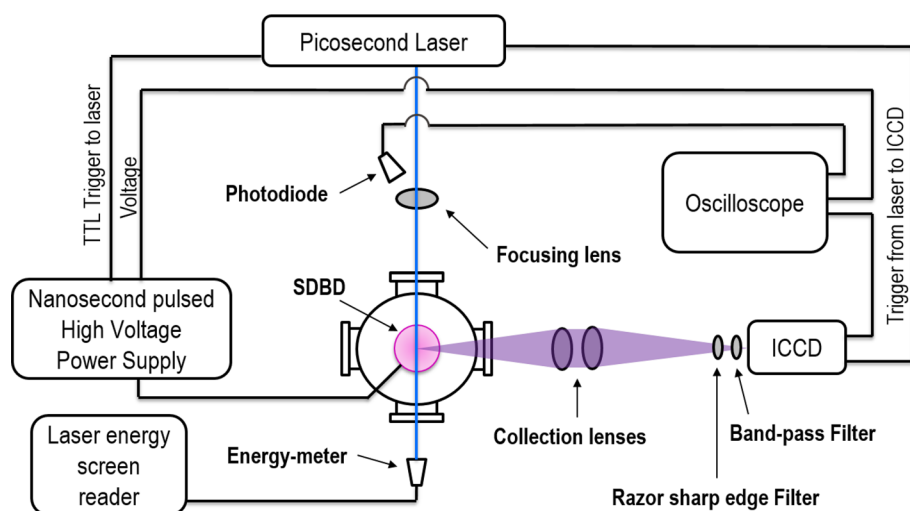 Picosecond Laser
TTL Trigger to laser
Voltage
Photodiode
Focusing lens
Oscilloscope
Trigger from laser to ICCD
Nanosecond pulsed
High Voltage
Power Supply
SDBD
ICCD
Collection lenses
Band-pass Filter
Razor sharp edge Filter
Laser energy
screen
reader
Energy-meter